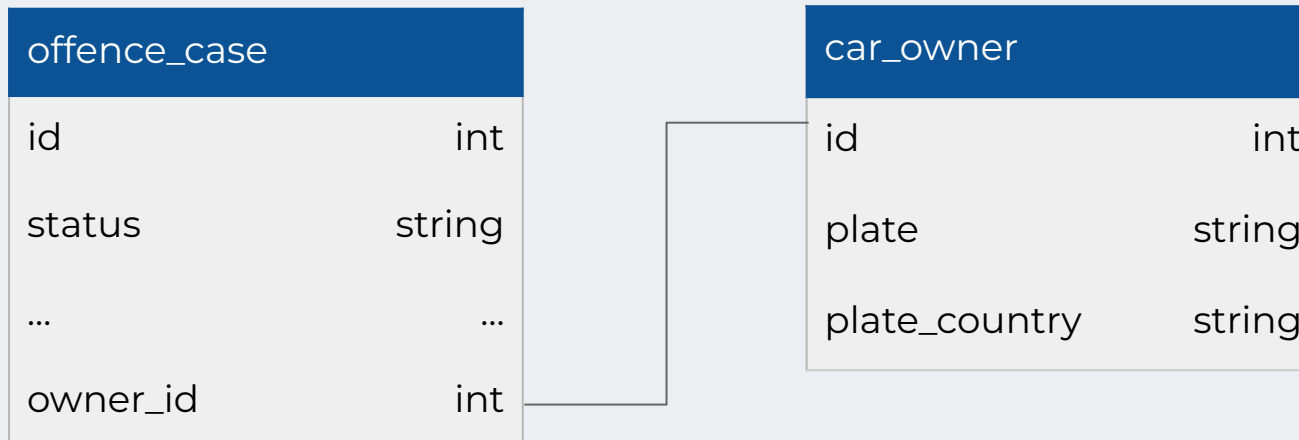 offence_case
id int
status string
... ...
owner_id int
car_owner
id int
plate string
plate_country string